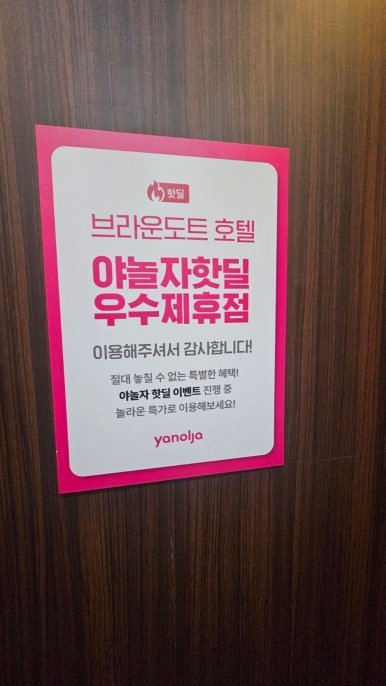 핫딜
브라운도트 호텔
야놀자핫딜
우수제휴점
이용해주셔서 감사합니다!
절대 놓칠 수 없는 특별한 혜택!
야놀자 핫딜 이벤트 진행 중
놀라운 특가로 이용해보세요!
yanolja